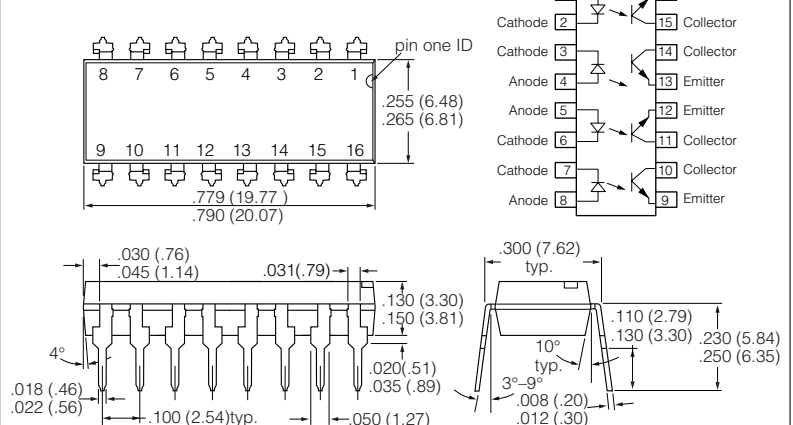 Cathode 2 15 Collector
pin one ID
Cathode 3 14 Collector
8 7 6 5 4 3 2 1
Anode 4 13 Emitter
.255 (6.48)
.265 (6.81)
Anode 5 12 Emitter
Cathode 6 11 Collector
9 10 11 12 13 14 15 16
Cathode 7 10 Collector
.779 (19.77 )
.790 (20.07)
Anode 8 9 Emitter
.030 (.76)
.045 (1.14)
.031(.79)
.300 (7.62)
typ.
.130 (3.30)
.150 (3.81)
.110 (2.79)
.130 (3.30)
.230 (5.84)
.250 (6.35)
4°
10°
typ.
.020(.51)
.035 (.89)
3°–9°
.018 (.46)
.022 (.56)
.008 (.20)
.012 (.30)
.100 (2.54)typ.
.050 (1.27)